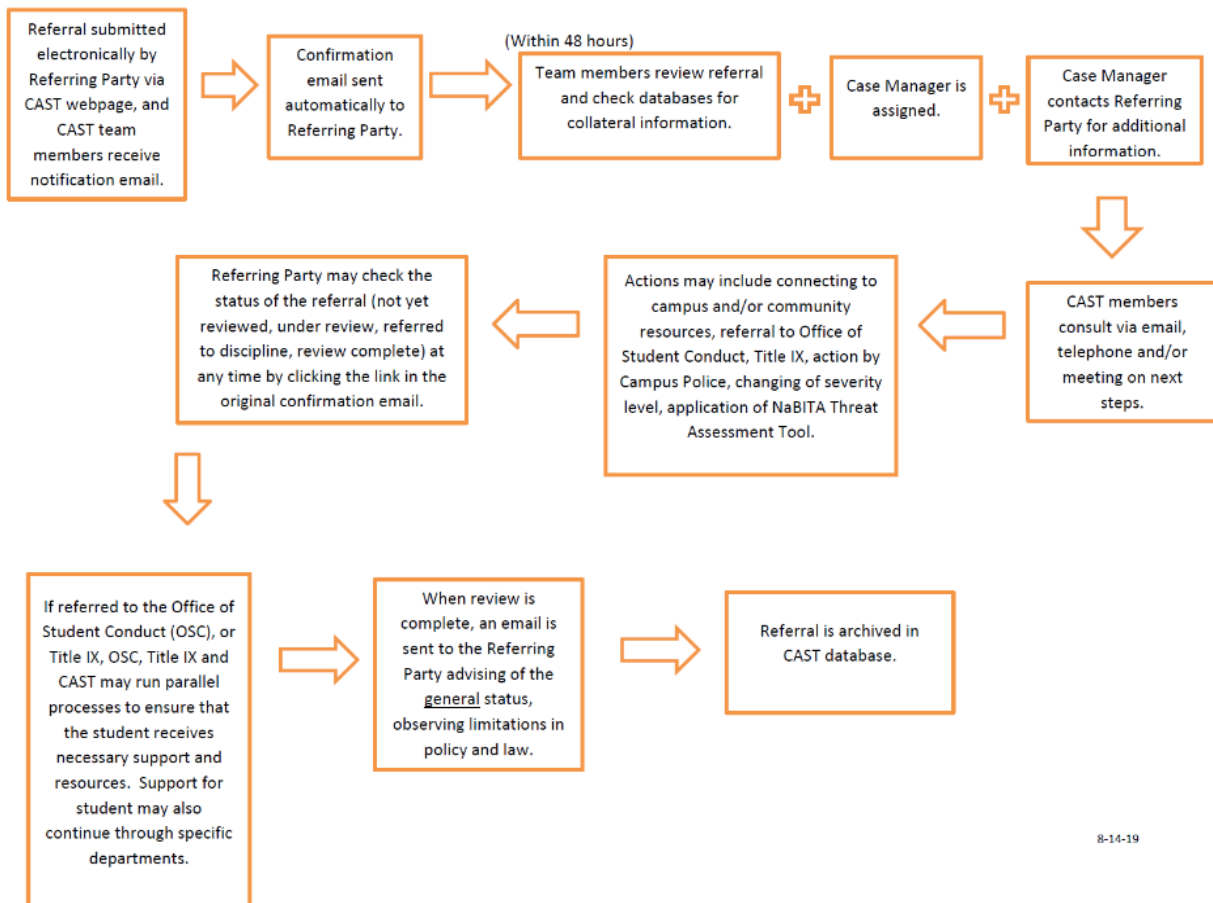 Referral submitted
electronically by
Referring Party via
CAST webpage, and
CAST team
members receive
notification email.
Confirmation
email sent
automatically to
Referring Party.
(Within 48 hours)
Team members review referral
and check databases for
collateral information.
Case Manager is
assigned.
Case Manager
contacts Referring
Party for additional
information.
CAST members
consult via email,
telephone and/or
meeting on next
steps.
Actions may include connecting to
campus and/or community
resources, referral to Office of
Student Conduct, Title IX, action by
Campus Police, changing of severity
level, application of NaBITA Threat
Assessment Tool.
Referring Party may check the
status of the referral (not yet
reviewed, under review, referred
to discipline, review complete) at
any time by clicking the link in the
original confirmation email.
If referred to the Office of
Student Conduct (OSC), or
Title IX, OSC, Title IX and
CAST may run parallel
processes to ensure that
the student receives
necessary support and
resources.  Support for
student may also
continue through specific
departments.
When review is
complete, an email is
sent to the Referring
Party advising of the
general status,
observing limitations in
policy and law.
Referral is archived in
CAST database.
8-14-19